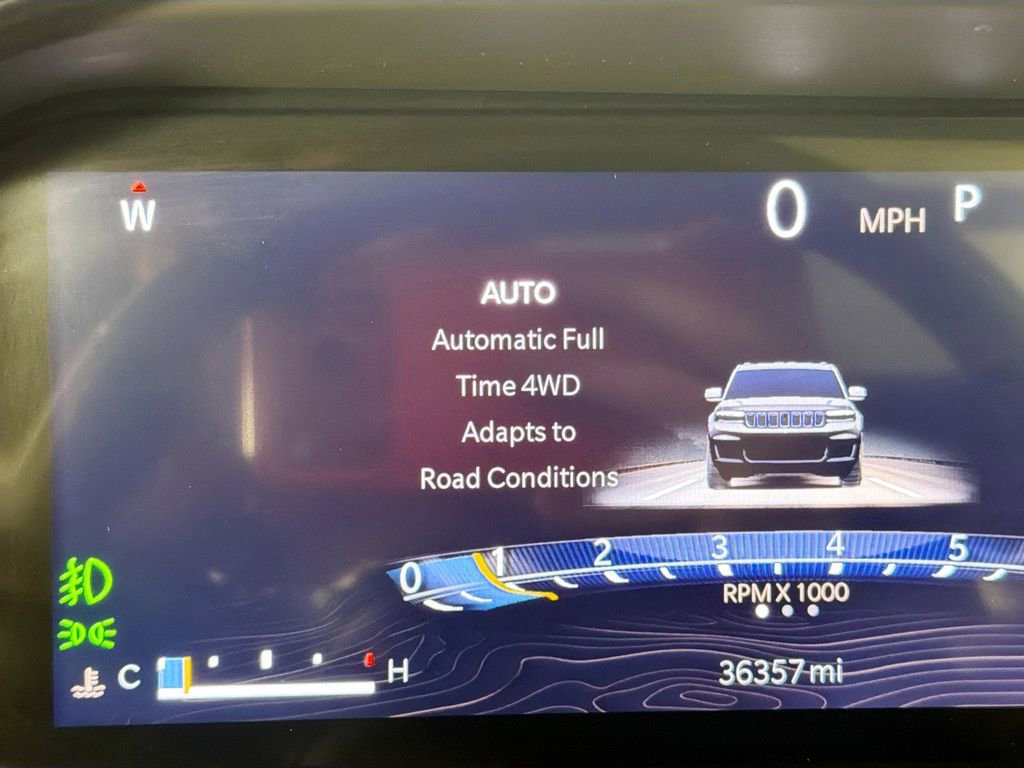 W
0 MPH P
AUTO
Automatic Full
Time 4WD
Adapts to
Road Conditions
0 1 2 3 4 5
RPM X 1000
C H
36357 mi